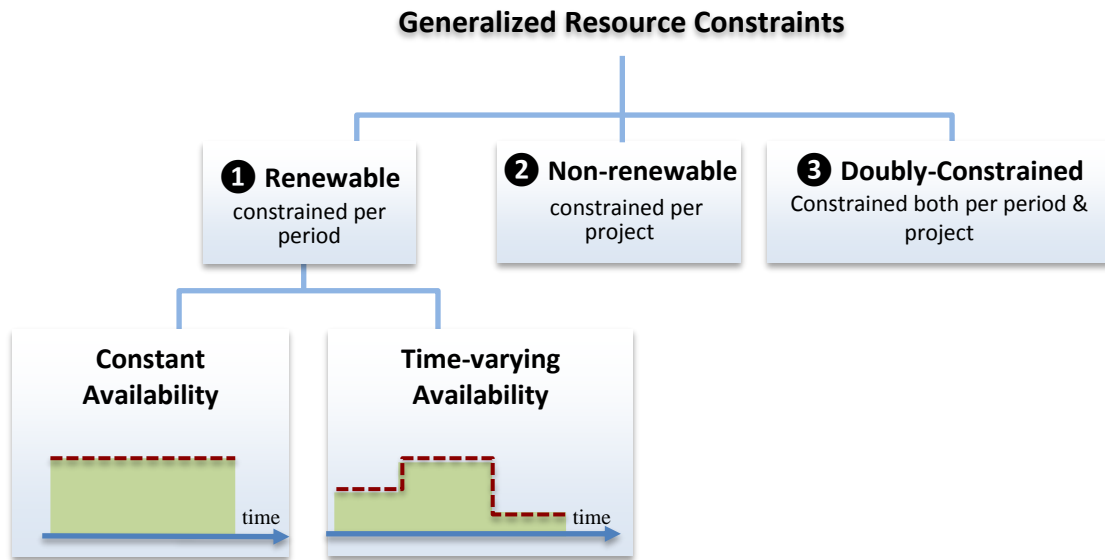 Generalized Resource Constraints
❶ Renewable
constrained per
period
❷ Non-renewable
constrained per
project
❸ Doubly-Constrained
Constrained both per period &
project
Constant
Availability
time
Time-varying
Availability
time